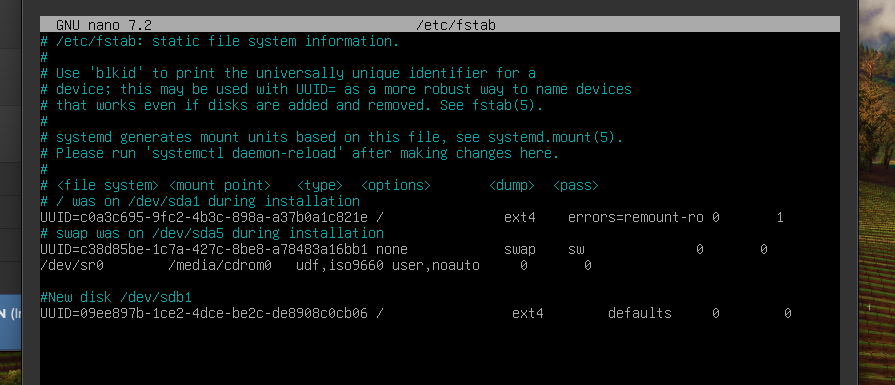 GNU nano 7.2 /etc/fstab
# /etc/fstab: static file system information.
#
# Use 'blkid' to print the universally unique identifier for a
# device; this may be used with UUID= as a more robust way to name devices
# that works even if disks are added and removed. See fstab(5).
#
# systemd generates mount units based on this file, see systemd.mount(5).
# Please run 'systemctl daemon-reload' after making changes here.
#
# <file system> <mount point>   <type>  <options>       <dump>  <pass>
# / was on /dev/sda1 during installation
UUID=c0a3c695-9fc2-4b3c-898a-a37b0a1c821e /               ext4    errors=remount-ro 0       1
# swap was on /dev/sda5 during installation
UUID=c38d85be-1c7a-427c-8be8-a78483a16bb1 none            swap    sw              0       0
/dev/sr0        /media/cdrom0   udf,iso9660 user,noauto     0       0
#New disk /dev/sdb1
UUID=09ee897b-1ce2-4dce-be2c-de8908c0cb06 /                ext4        defaults     0        0